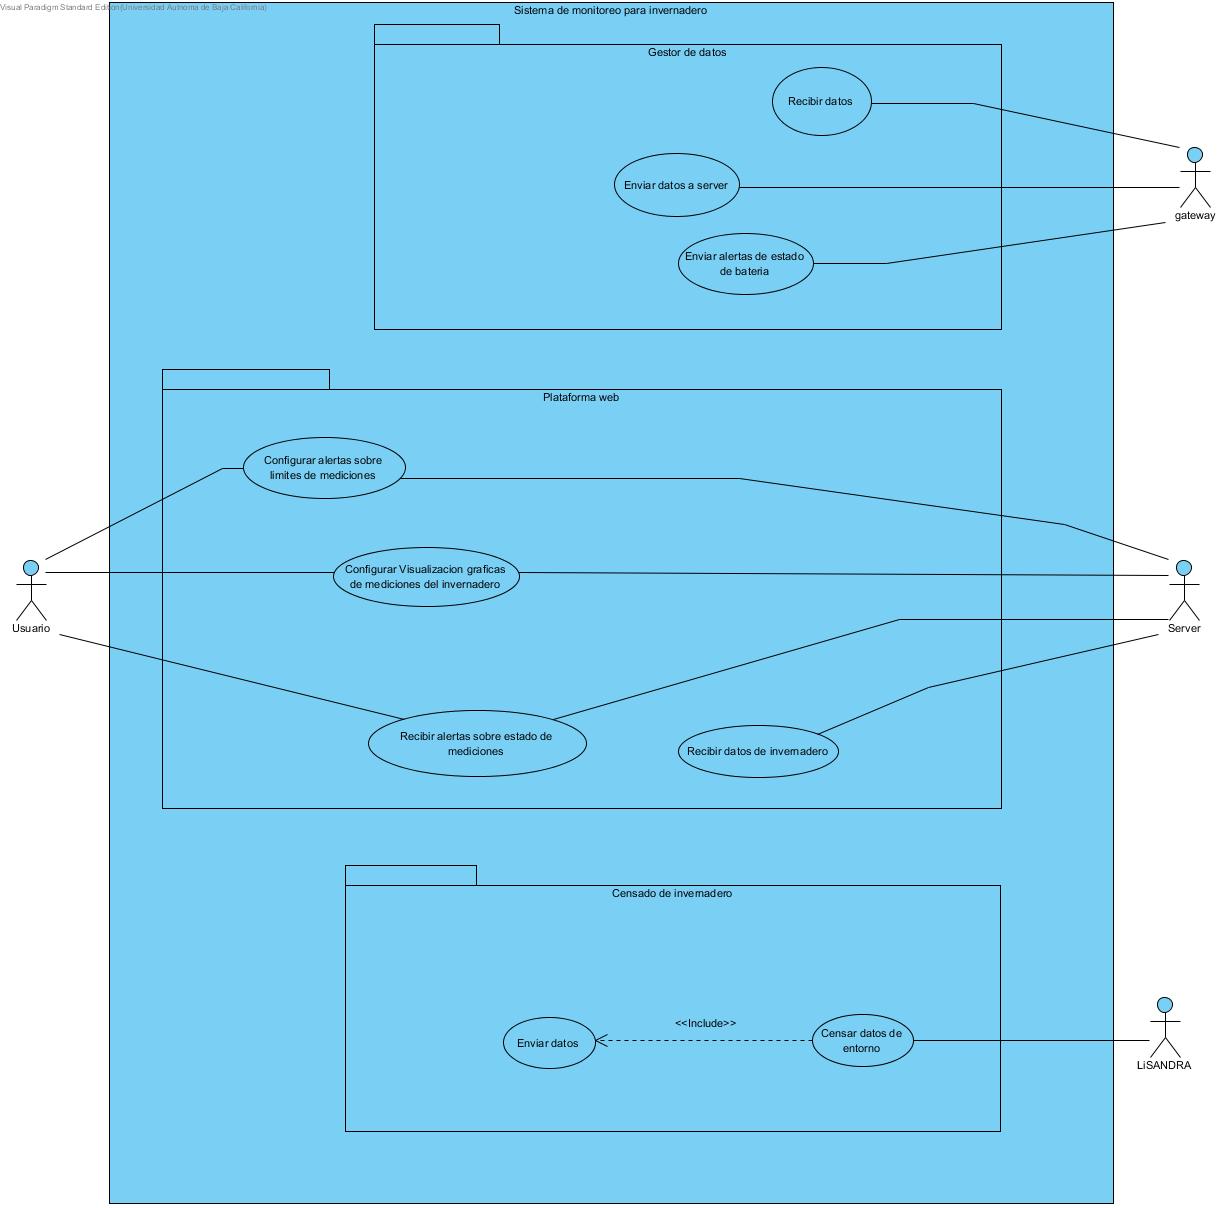 Visual Paradigm Standard Edition(Universidad Autnoma de Baja California)
Sistema de monitoreo para invernadero
Gestor de datos
Recibir datos
Enviar datos a server
gateway
Enviar alertas de estado
de bateria
Plataforma web
Configurar alertas sobre
limites de mediciones
Configurar Visualizacion graficas
de mediciones del invernadero
Usuario
Server
Recibir alertas sobre estado de
mediciones
Recibir datos de invernadero
Censado de invernadero
<<Include>>
Enviar datos
Censar datos de
entorno
LiSANDRA